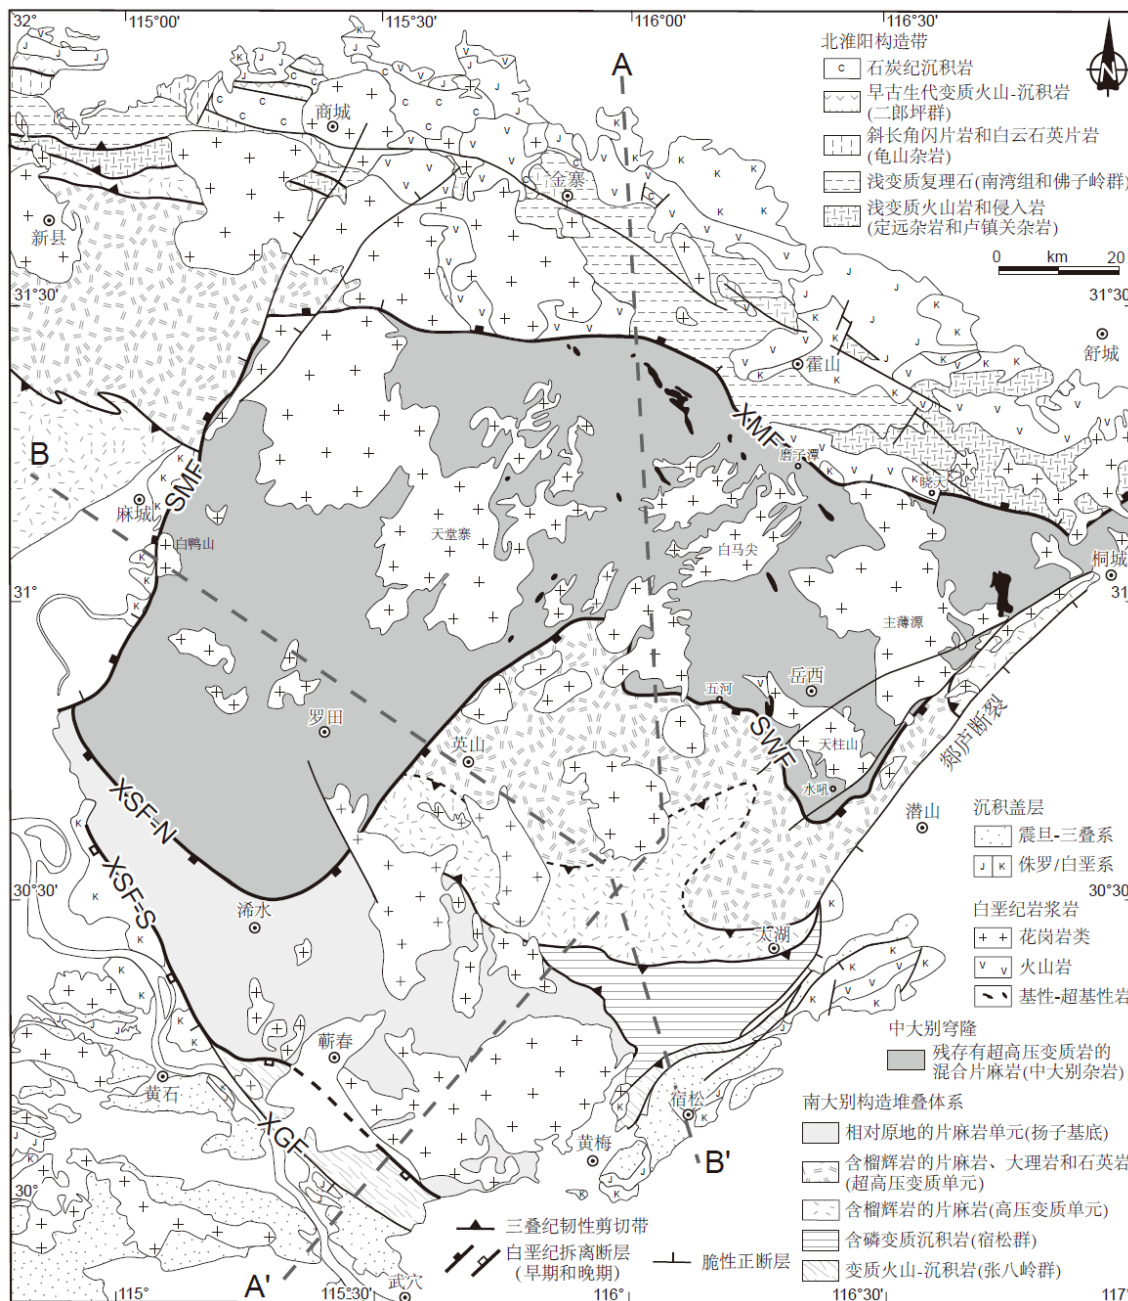 32°
115°00'
115°30'
116°00'
116°30'
A
北淮阳构造带
C 石炭纪沉积岩
早古生代变质火山-沉积岩
(二郎坪群)
斜长角闪片岩和白云石英片岩
(龟山杂岩)
浅变质复理石(南湾组和佛子岭群)
浅变质火山岩和侵入岩
(定远杂岩和卢镇关杂岩)
N
0 km 20
商城
金寨
新县
31°30'
31°30'
舒城
霍山
XMF
磨子潭
晓天
B
SMF
麻城
白鸭山
天堂寨
白马尖
桐城
31°
31
主薄源
岳西
五河
罗田
英山
SWF
天柱山
水吼
郯庐断裂
潜山
XSF-N
XSF-S
沉积盖层
震旦-三叠系
J K 侏罗/白垩系
30°30'
30°30
浠水
太湖
白垩纪岩浆岩
+ + 花岗岩类
V V 火山岩
基性-超基性岩
中大别穹隆
残存有超高压变质岩的
混合片麻岩(中大别杂岩)
蕲春
黄石
宿松
XGF
黄梅
B'
南大别构造堆叠体系
相对原地的片麻岩单元(扬子基底)
含榴辉岩的片麻岩、大理岩和石英岩
(超高压变质单元)
含榴辉岩的片麻岩(高压变质单元)
含磷变质沉积岩(宿松群)
变质火山-沉积岩(张八岭群)
30°
三叠纪韧性剪切带
白垩纪拆离断层
(早期和晚期)
脆性正断层
A'
武穴
115°
115°30'
116°
116°30'
117°